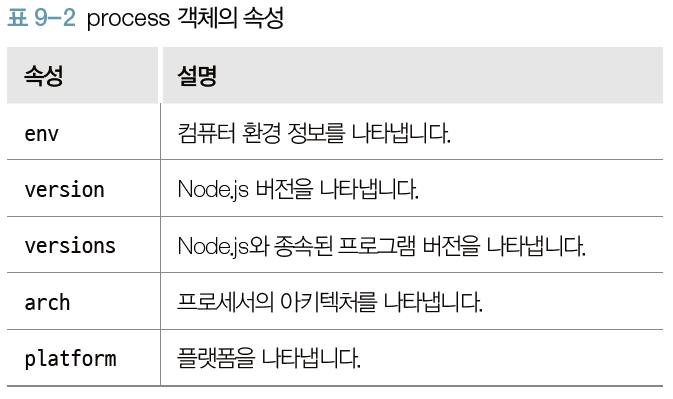 표 9-2 process 객체의 속성
속성 설명
env 컴퓨터 환경 정보를 나타냅니다.
version Node.js 버전을 나타냅니다.
versions Node.js와 종속된 프로그램 버전을 나타냅니다.
arch 프로세서의 아키텍처를 나타냅니다.
platform 플랫폼을 나타냅니다.